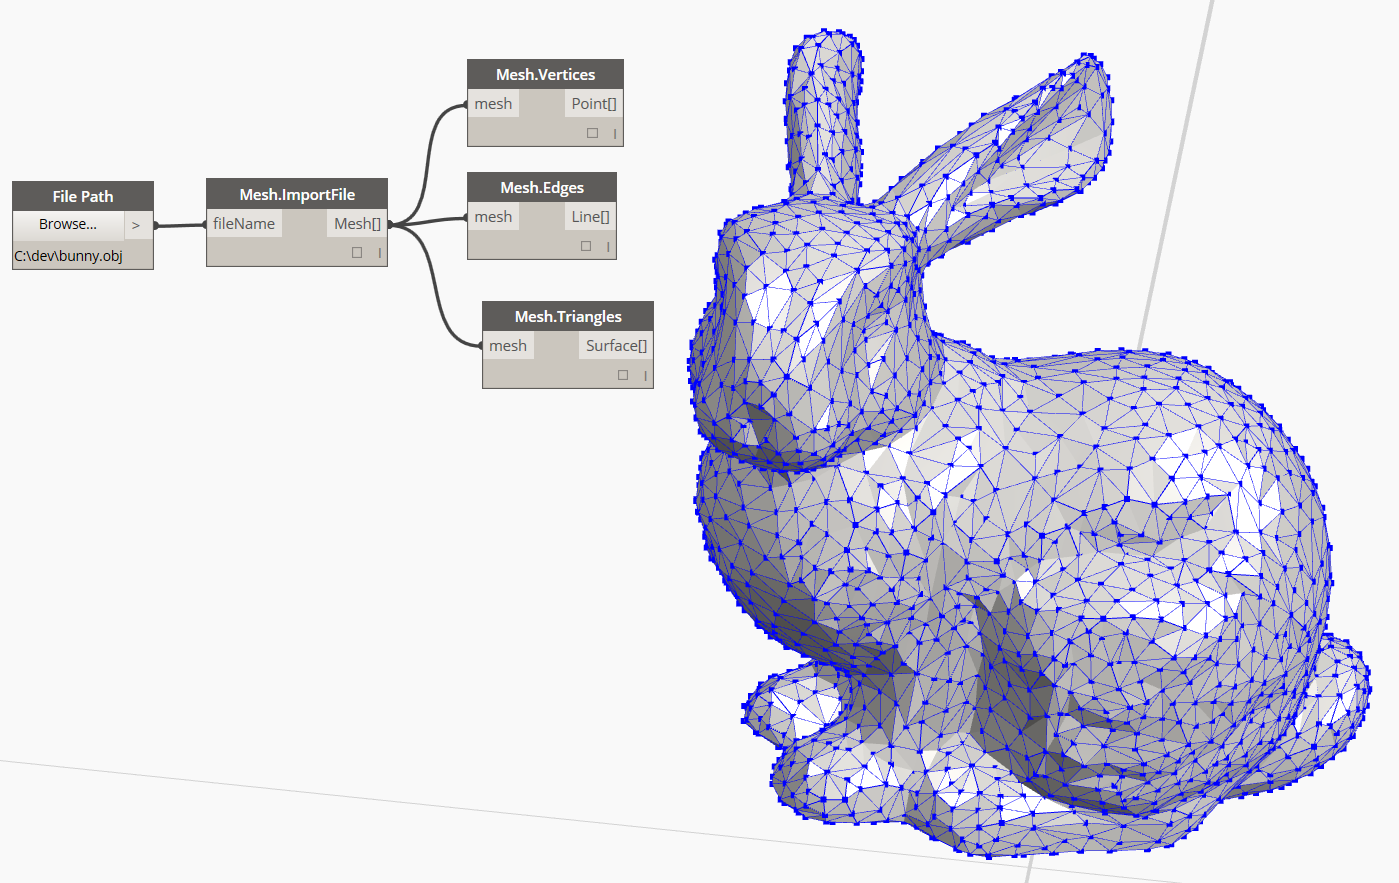 File Path
Browse... >
C:\dev\bunny.obj
Mesh.ImportFile
fileName Mesh[]
Mesh.Vertices
mesh Point[]
Mesh.Edges
mesh Line[]
Mesh.Triangles
mesh Surface[]